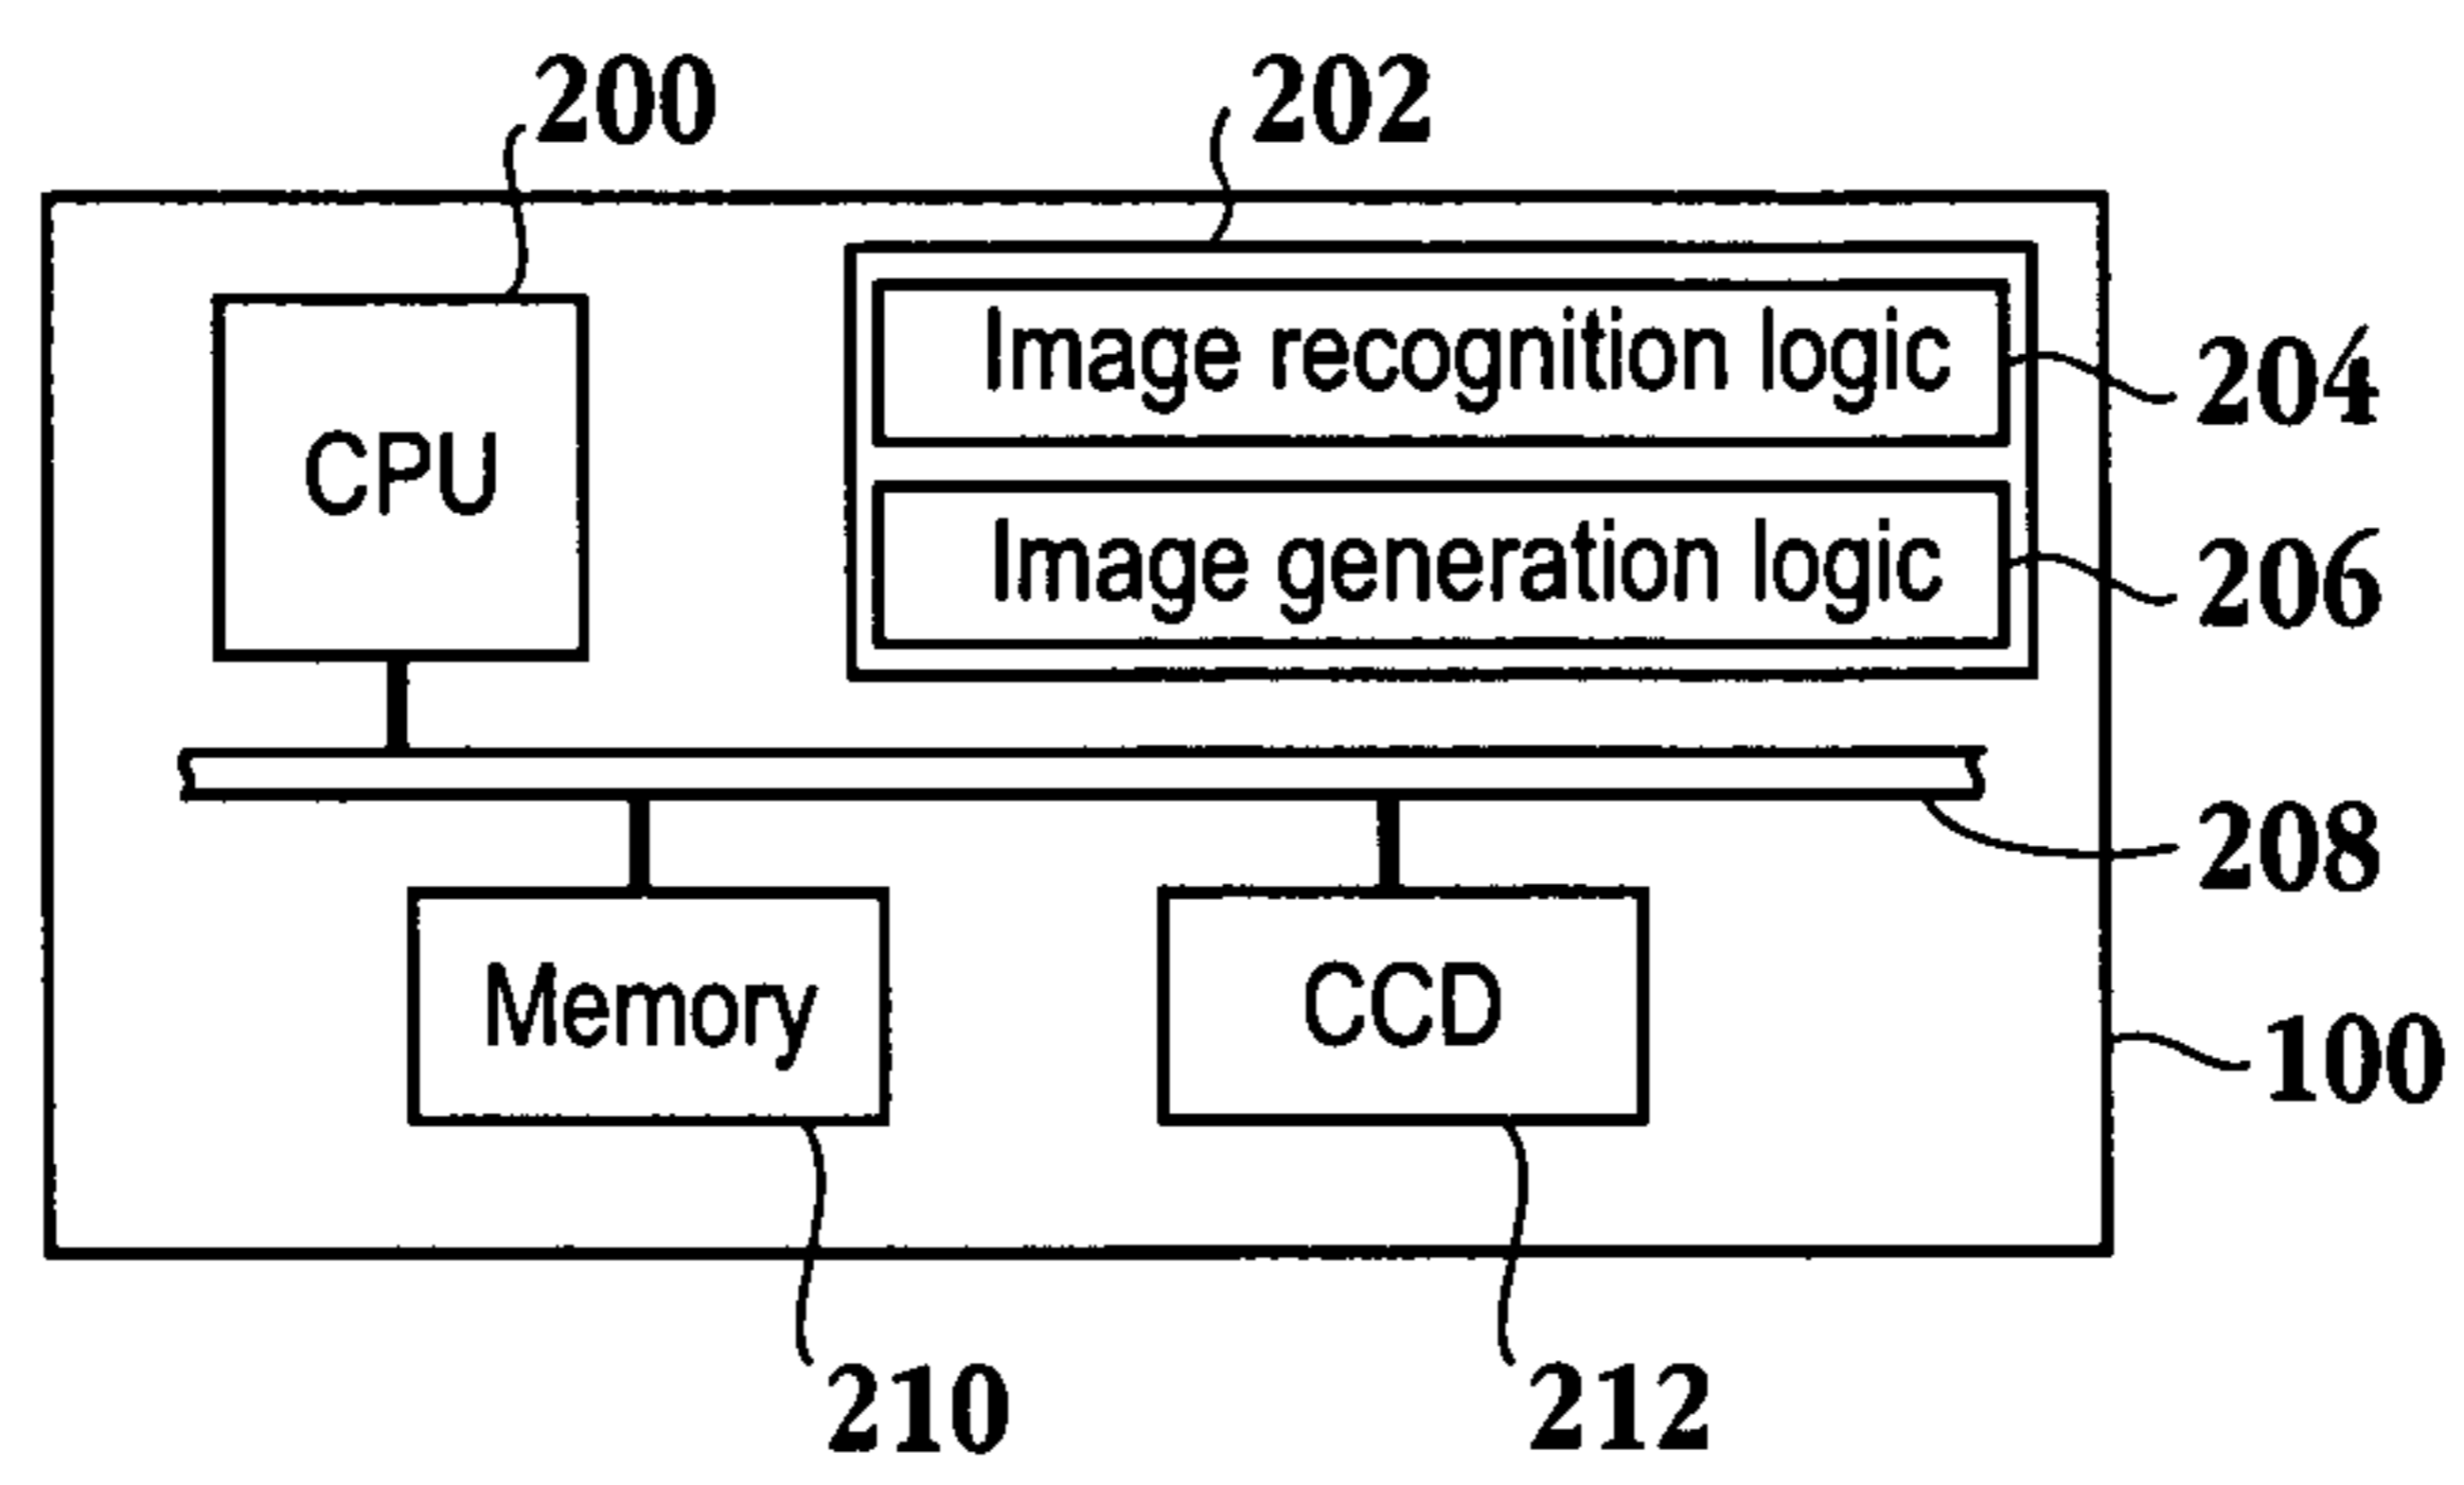 200
202
Image recognition logic
204
CPU
Image generation logic
206
208
Memory
CCD
100
210
212